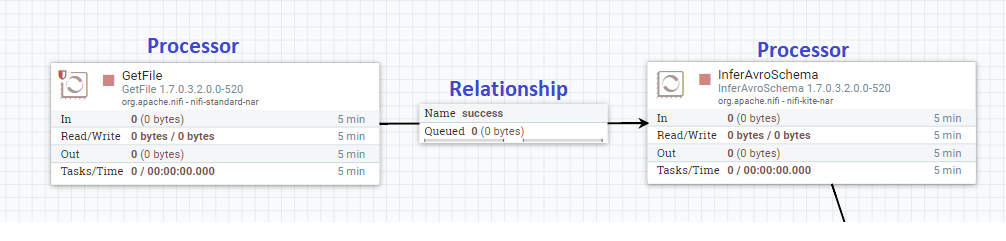 Processor
GetFile
GetFile 1.7.0.3.2.0.0-520
org.apache.nifi - nifi-standard-nar
In 0 (0 bytes) 5 min
Read/Write 0 bytes / 0 bytes 5 min
Out 0 (0 bytes) 5 min
Tasks/Time 0 / 00:00:00.000 5 min
Relationship
Name success
Queued 0 (0 bytes)
Processor
InferAvroSchema
InferAvroSchema 1.7.0.3.2.0.0-520
org.apache.nifi - nifi-kite-nar
In 0 (0 bytes) 5 min
Read/Write 0 bytes / 0 bytes 5 min
Out 0 (0 bytes) 5 min
Tasks/Time 0 / 00:00:00.000 5 min